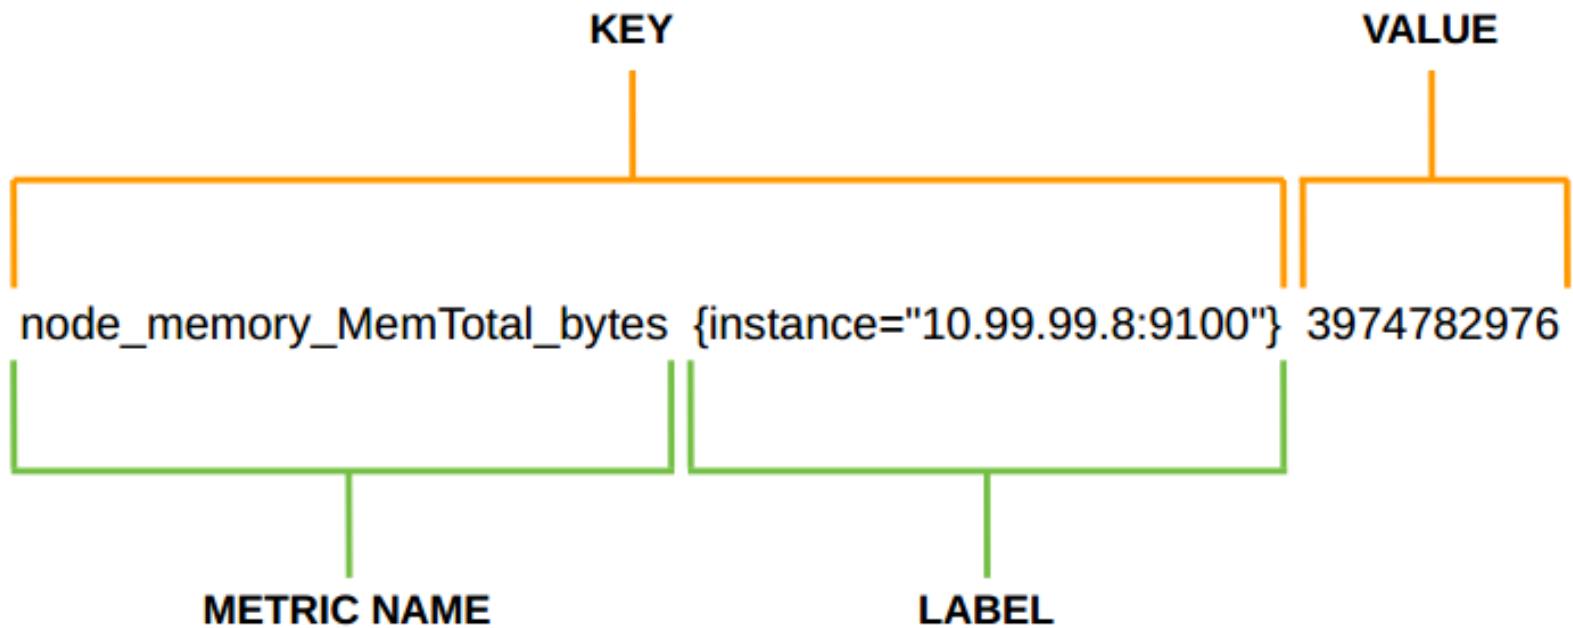 KEY VALUE
node_memory_MemTotal_bytes {instance="10.99.99.8:9100"} 3974782976
METRIC NAME LABEL